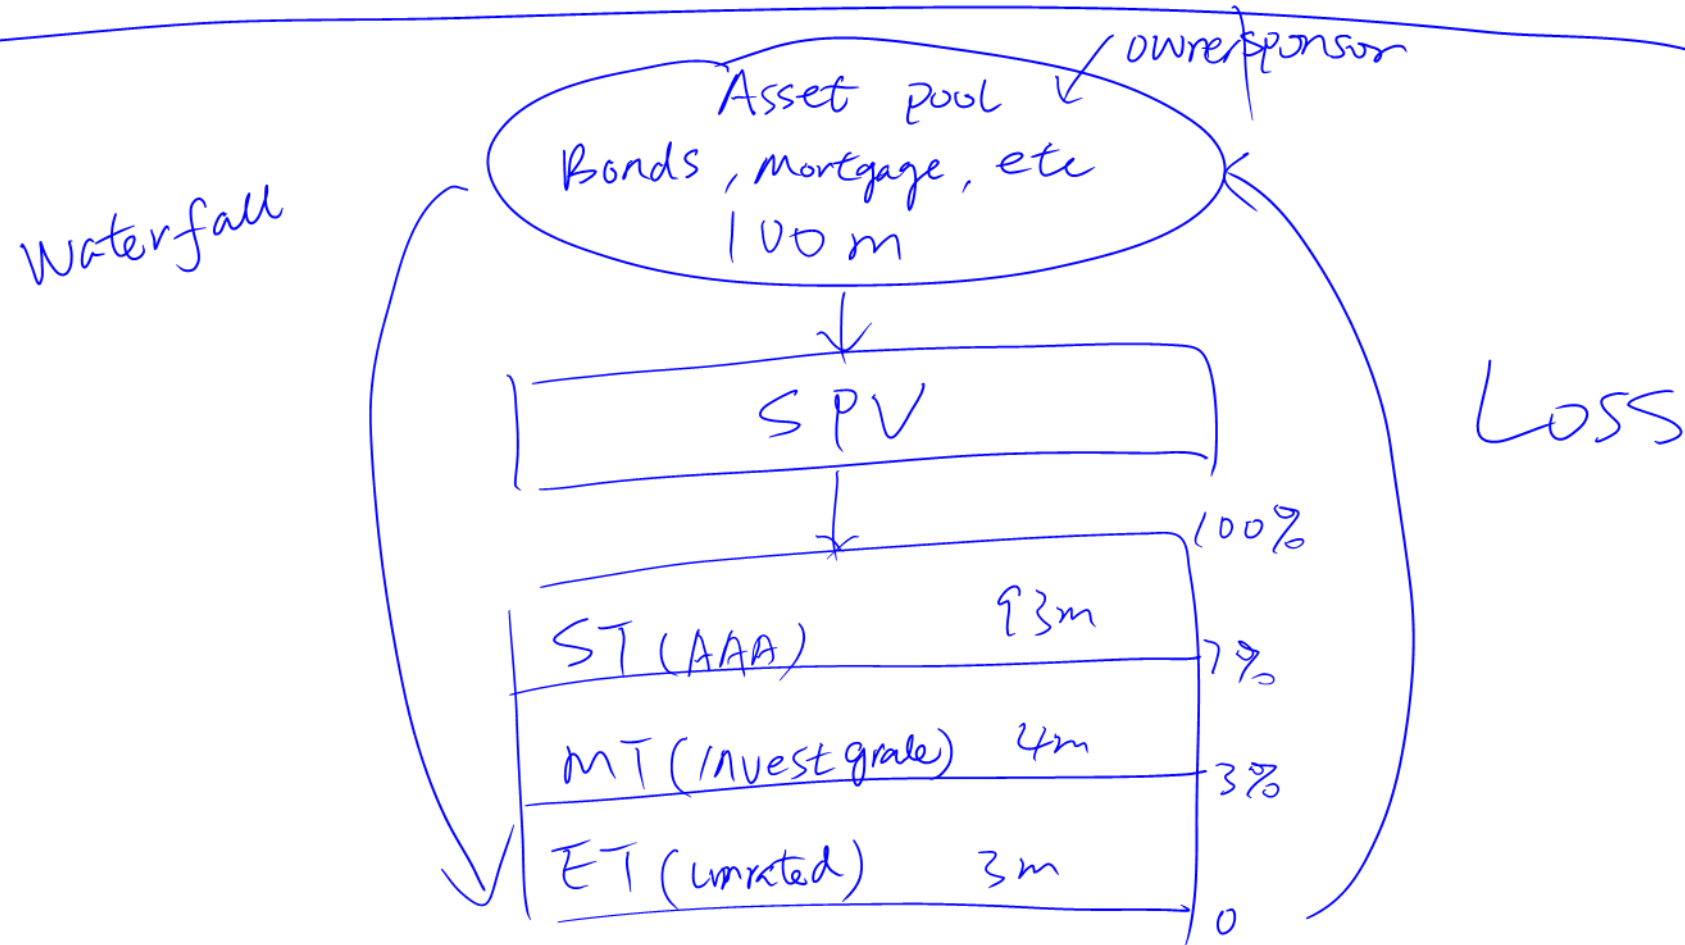 owner sponsor
Asset pool
Bonds, Mortgage, etc
100m
Waterfall
SPV
Loss
100%
ST (AAA) 93m
7%
MT (Invest grade) 4m
3%
ET (unrated) 3m
0